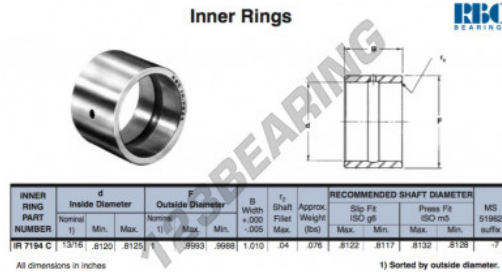 Inner Rings
RBC
BEARINGS
B
d
F
123BEARING
INNER RING PART NUMBER
d
Inside Diameter
Nominal 1)
Min.
Max.
F
Outside Diameter
Nominal 1)
Max.
Min.
B
Width
+.000
-.005
r₂
Shaft
Fillet
Max.
Approx.
Weight
(lbs)
RECOMMENDED SHAFT DIAMETER
Slip Fit
ISO g6
Max.
Min.
Press Fit
ISO m5
Max.
Min.
MS
51962
IR 7194 C 13/16 .8120 .8125 1 .9993 .9988 1.010 .04 .076 .8122 .8117 .8132 .8128 -7
All dimensions in inches
1) Sorted by outside diameter.